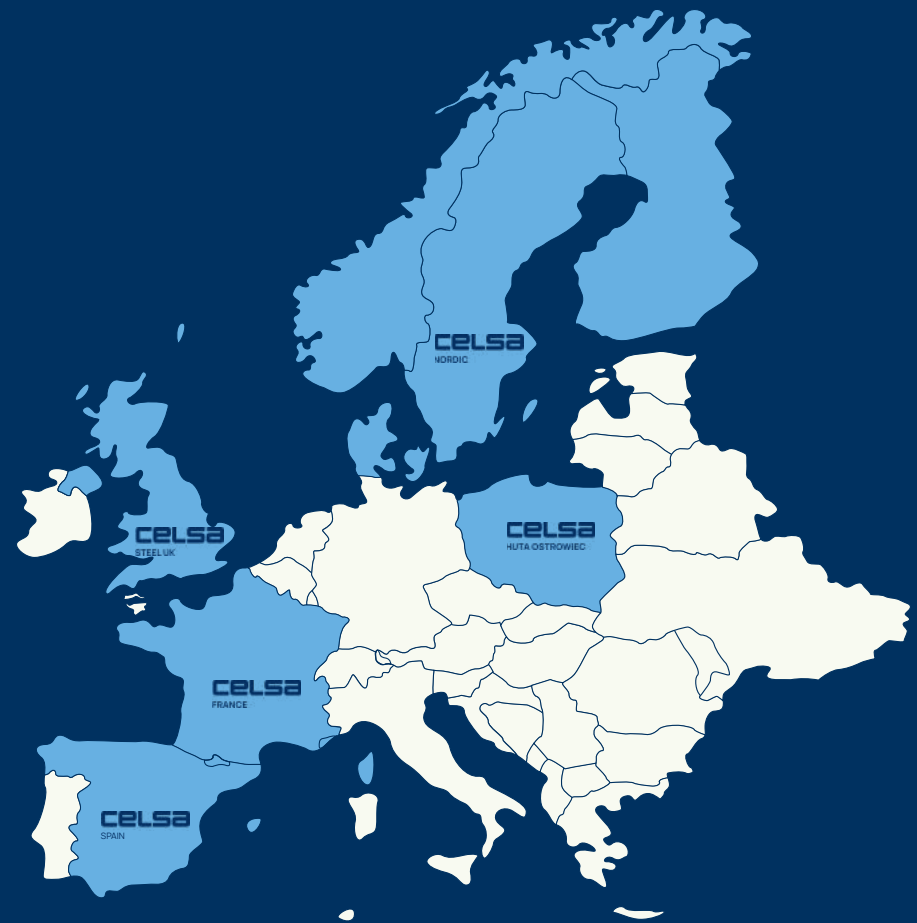 CELSA
NORDIC
CELSA
STEEL UK
CELSA
HUTA OSTROWIEC
CELSA
FRANCE
CELSA
SPAIN